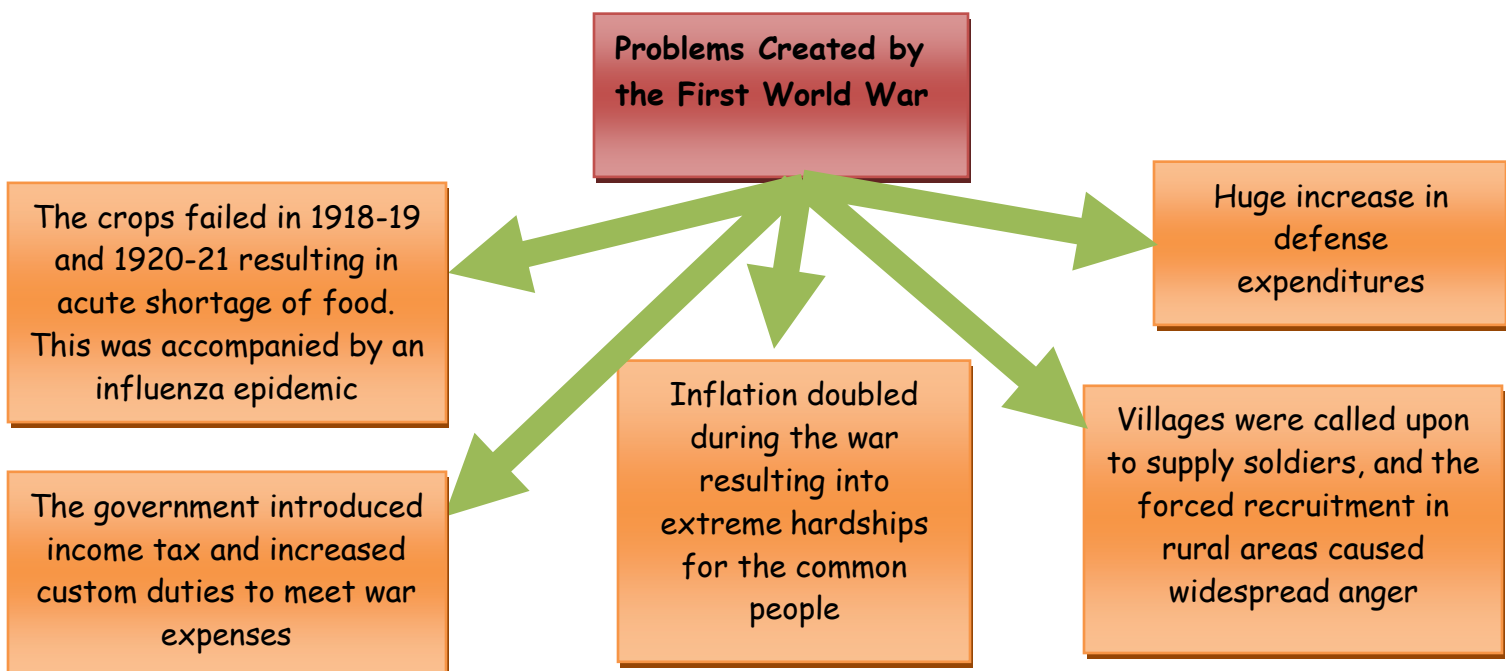 Problems Created by
the First World War
The crops failed in 1918-19
and 1920-21 resulting in
acute shortage of food.
This was accompanied by an
influenza epidemic
Huge increase in
defense
expenditures
The government introduced
income tax and increased
custom duties to meet war
expenses
Inflation doubled
during the war
resulting into
extreme hardships
for the common
people
Villages were called upon
to supply soldiers, and the
forced recruitment in
rural areas caused
widespread anger